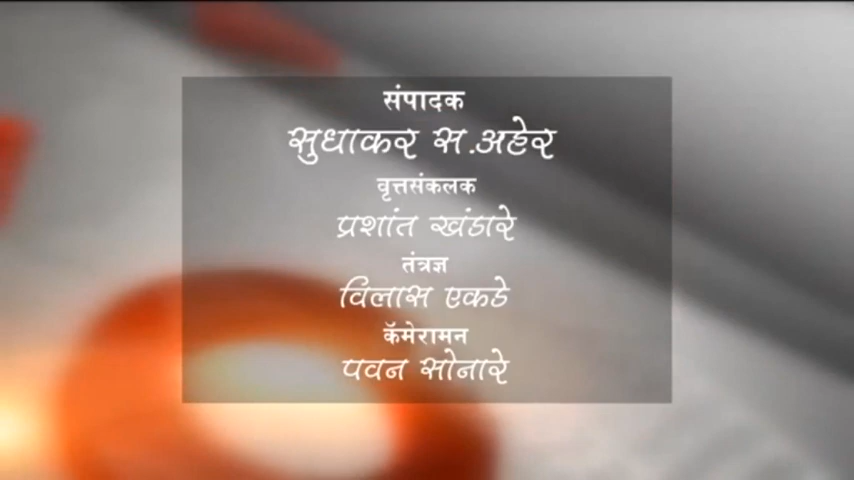 संपादक
सुधाकर स.अहेर
वृत्तसंकलक
प्रशांत खंडारे
तंत्रज्ञ
विलास एकडे
कॅमेरामन
पवन सोनारे